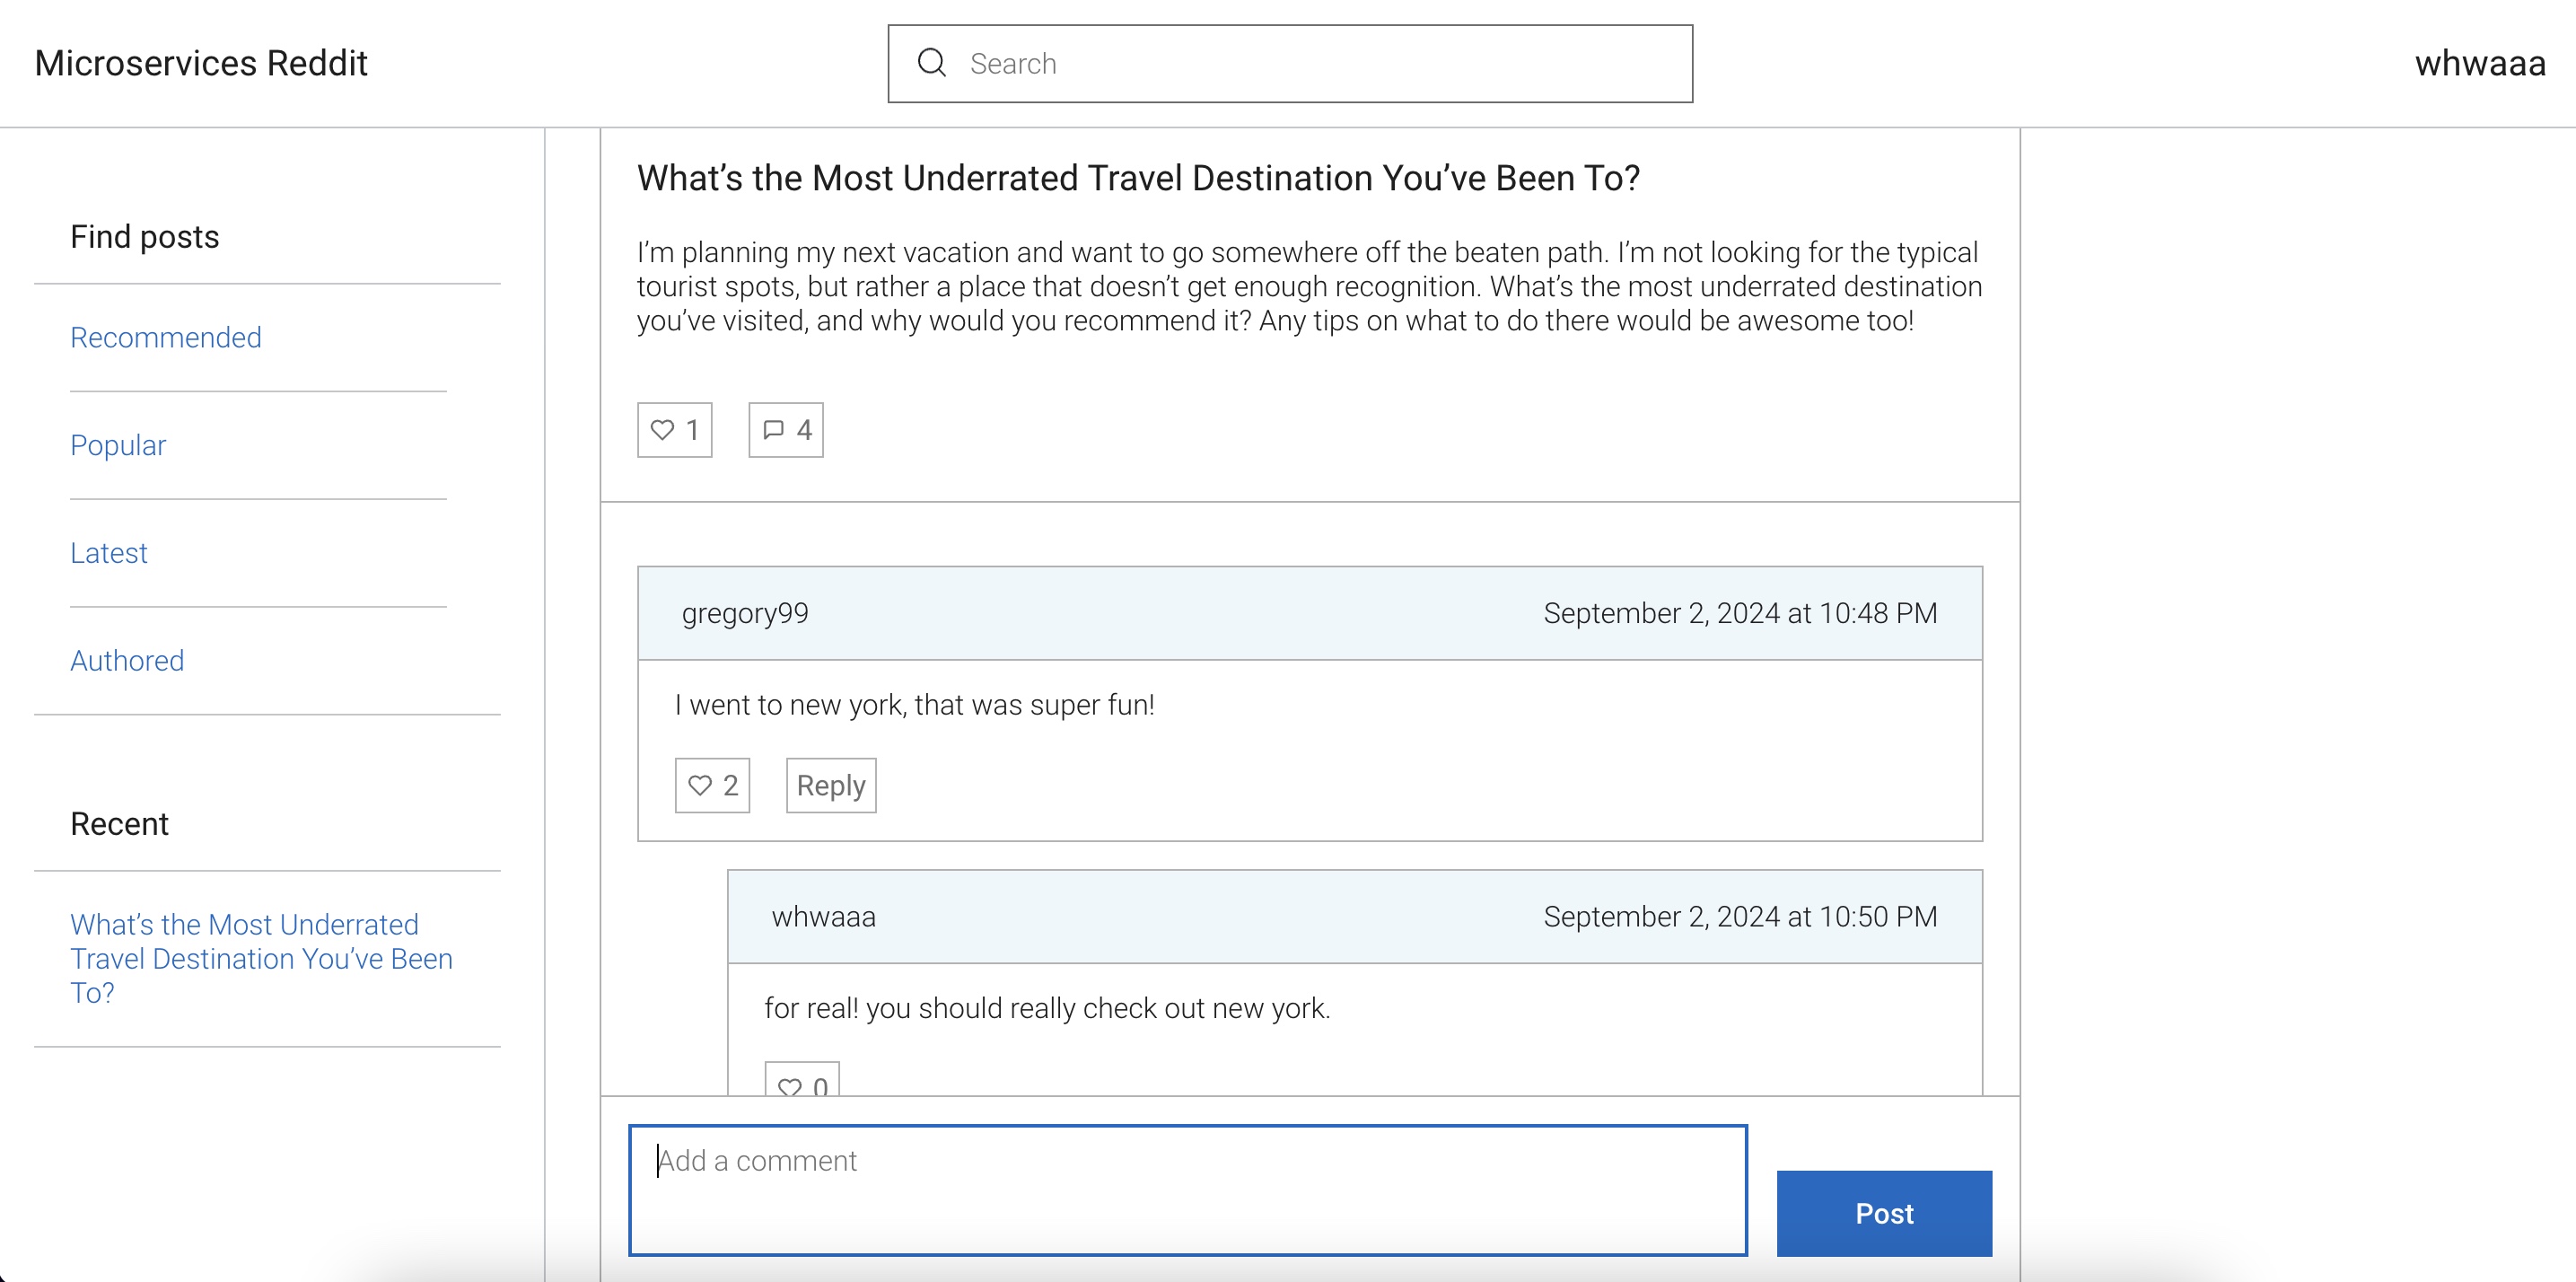 Microservices Reddit
Search
whwaaa
Find posts
Recommended
Popular
Latest
Authored
Recent
What’s the Most Underrated
Travel Destination You’ve Been
To?
What’s the Most Underrated Travel Destination You’ve Been To?
I’m planning my next vacation and want to go somewhere off the beaten path. I’m not looking for the typical
tourist spots, but rather a place that doesn’t get enough recognition. What’s the most underrated destination
you’ve visited, and why would you recommend it? Any tips on what to do there would be awesome too!
1 4
gregory99 September 2, 2024 at 10:48 PM
I went to new york, that was super fun!
2 Reply
whwaaa September 2, 2024 at 10:50 PM
for real! you should really check out new york.
0
Add a comment
Post